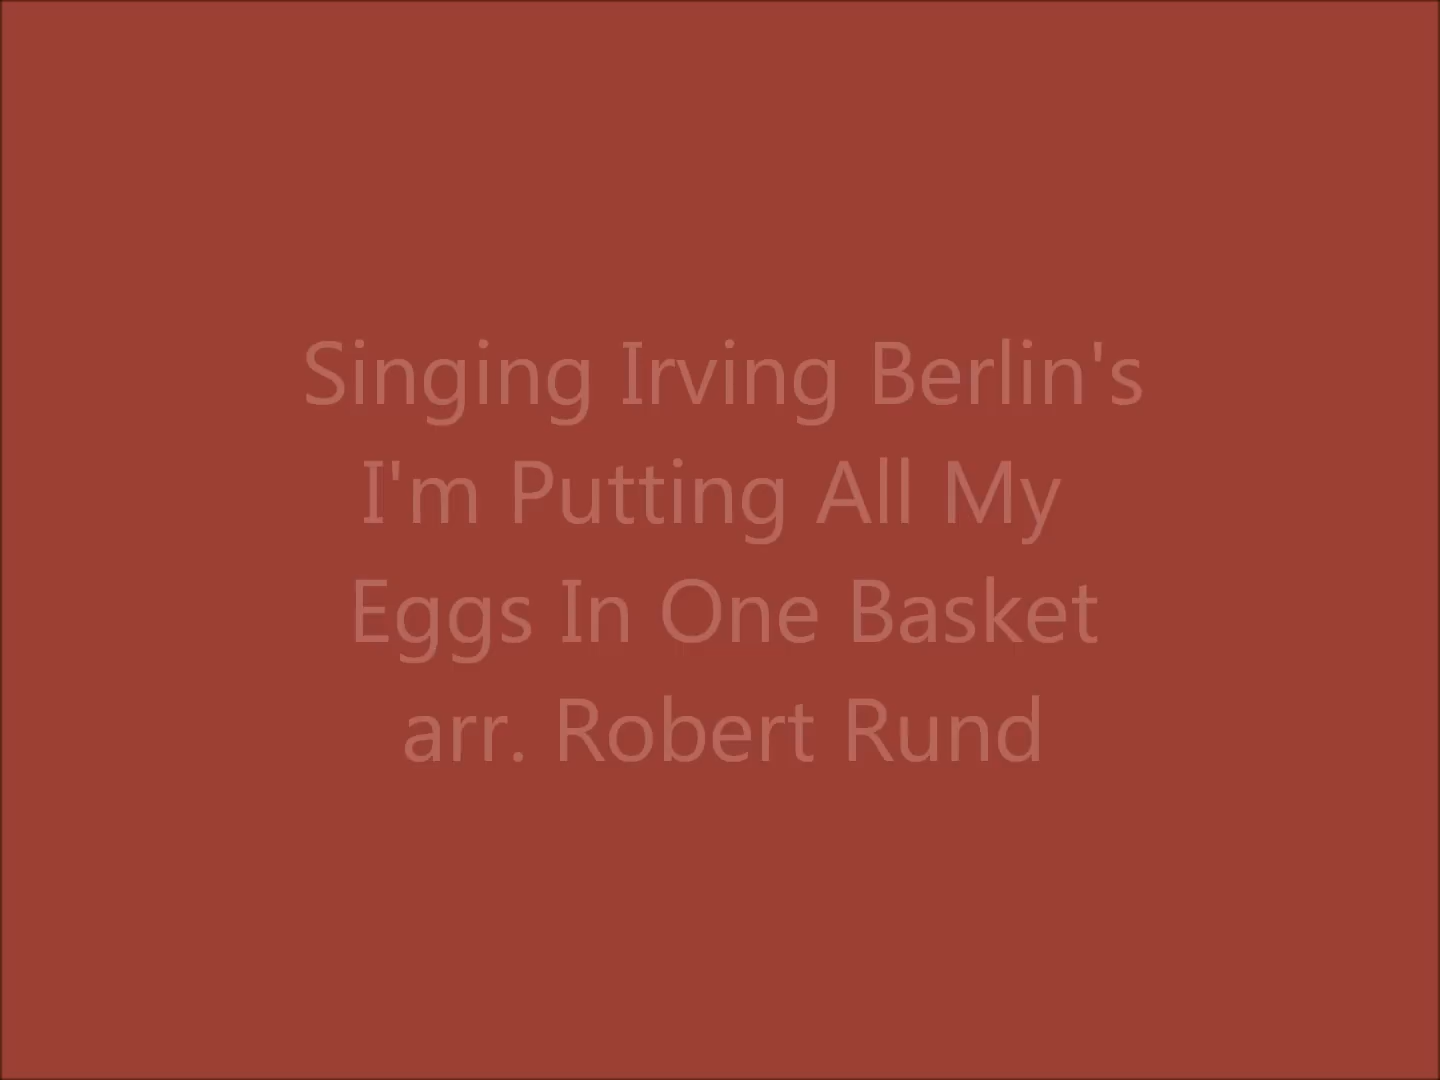 Singing Irving Berlin's
I'm Putting All My
Eggs In One Basket
arr. Robert Rund